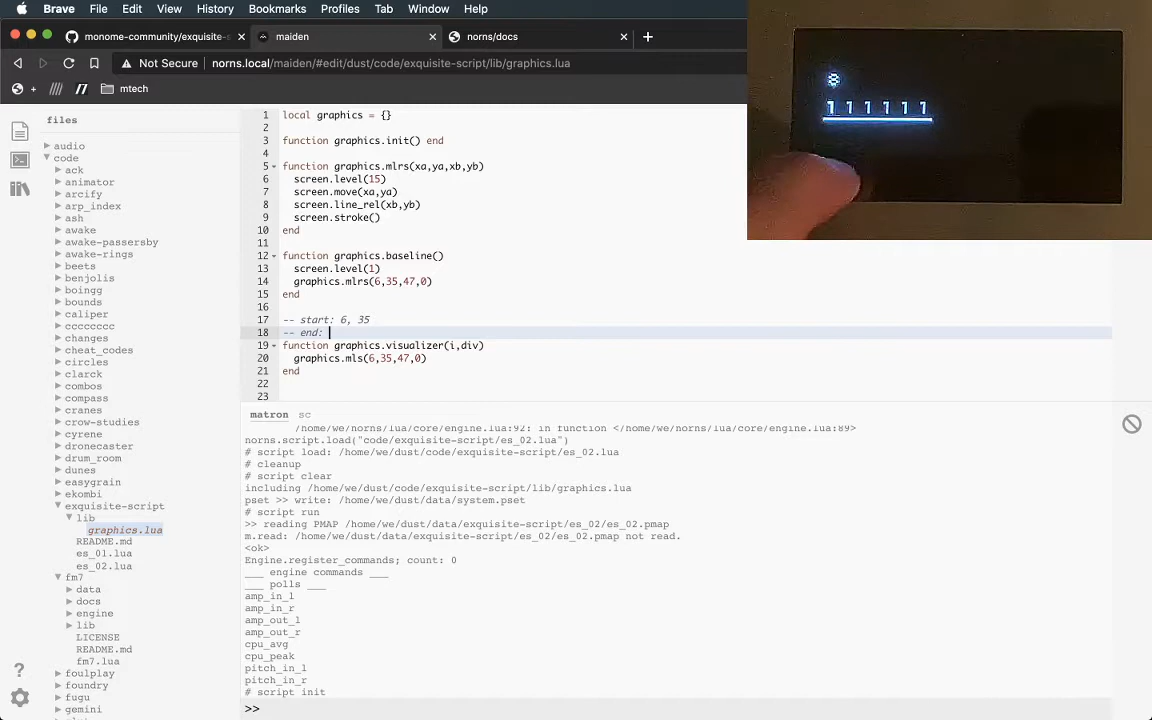 Brave File Edit View History Bookmarks Profiles Tab Window Help
monome-community/exquisite-s
maiden
norns/docs
Not Secure norns.local/maiden/#edit/dust/code/exquisite-script/lib/graphics.lua
mtech
files
audio
code
ack
animator
arcify
arp_index
ash
awake
awake-passersby
awake-rings
beets
benjolis
boingg
bounds
caliper
cccccccc
changes
cheat_codes
circles
clarck
combos
compass
cranes
crow-studies
cyrene
dronecaster
drum_room
dunes
easygrain
ekombi
exquisite-script
lib
graphics.lua
README.md
es_01.lua
es_02.lua
fm7
data
docs
engine
lib
LICENSE
README.md
fm7.lua
foulplay
foundry
fugu
gemini
1 local graphics = {}
2
3 function graphics.init() end
4
5 function graphics.mlrs(xa,ya,xb,yb)
6 screen.level(15)
7 screen.move(xa,ya)
8 screen.line_rel(xb,yb)
9 screen.stroke()
10 end
11
12 function graphics.baseline()
13 screen.level(1)
14 graphics.mlrs(6,35,47,0)
15 end
16
17 -- start: 6, 35
18 -- end:
19 function graphics.visualizer(i,div)
20 graphics.mls(6,35,47,0)
21 end
22
23
matron sc
/home/we/norns/lua/core/engine.lua:92: in function </home/we/norns/lua/core/engine.lua:89>
norns.script.load("code/exquisite-script/es_02.lua")
# script load: /home/we/dust/code/exquisite-script/es_02.lua
# cleanup
# script clear
including /home/we/dust/code/exquisite-script/lib/graphics.lua
pset >> write: /home/we/dust/data/system.pset
# script run
>> reading PMAP /home/we/dust/data/exquisite-script/es_02/es_02.pmap
m.read: /home/we/dust/data/exquisite-script/es_02/es_02.pmap not read.
<ok>
Engine.register_commands; count: 0
___ engine commands ___
___ polls ___
amp_in_l
amp_in_r
amp_out_l
amp_out_r
cpu_avg
cpu_peak
pitch_in_l
pitch_in_r
# script init
>>
8
1 1 1 1 1 1